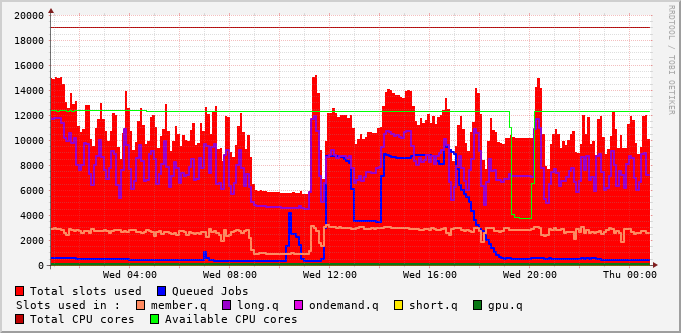 20000
18000
16000
14000
12000
10000
8000
6000
4000
2000
0
Wed 04:00 Wed 08:00 Wed 12:00 Wed 16:00 Wed 20:00 Thu 00:00
Total slots used Queued Jobs
Slots used in : member.q long.q ondemand.q short.q gpu.q
Total CPU cores Available CPU cores
RRDTOOL / TOBI OETIKER